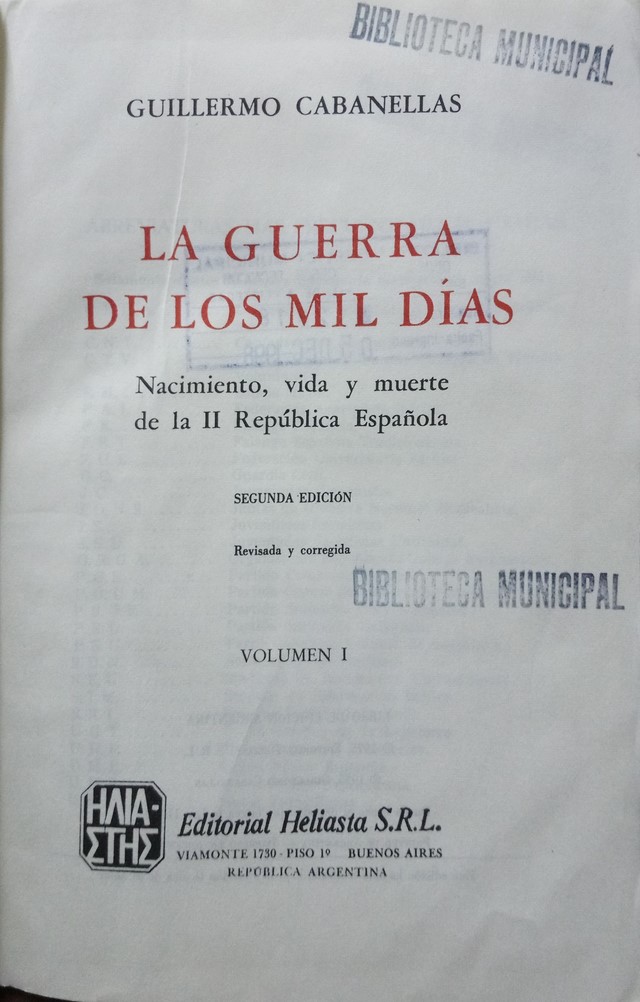 BIBLIOTECA MUNICIPAL
GUILLERMO CABANELLAS
LA GUERRA
DE LOS MIL DÍAS
Nacimiento, vida y muerte
de la II República Española
SEGUNDA EDICIÓN
Revisada y corregida
BIBLIOTECA MUNICIPAL
VOLUMEN I
ΗΛΙΑ-
ΣΤΗΣ
Editorial Heliasta S.R.L.
VIAMONTE 1730 - PISO 1º BUENOS AIRES
REPÚBLICA ARGENTINA